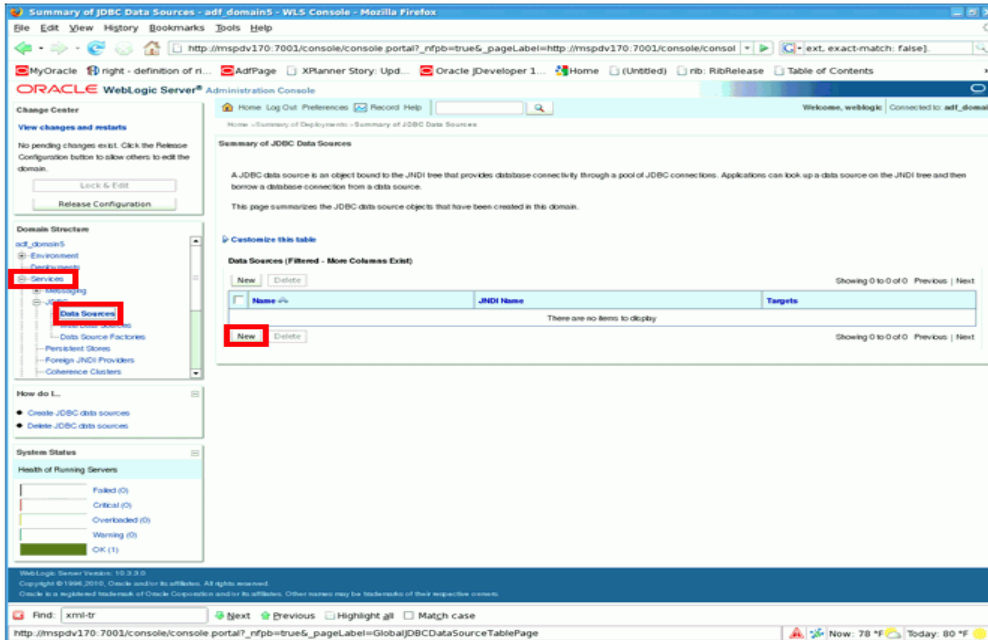 Summary of JDBC Data Sources - adf_domain5 - WLS Console - Mozilla Firefox
File Edit View History Bookmarks Tools Help
http://mspdv170:7001/console/console.portal?_nfpb=true&_pageLabel=http://mspdv170:7001/console/consol
ext, exact-match: false].
MyOracle right - definition of ri... AdfPage XPlanner Story: Upd... Oracle JDeveloper 1... Home (Untitled) rib: RibRelease Table of Contents
ORACLE WebLogic Server® Administration Console
Change Center
View changes and restarts
No pending changes exist. Click the Release
Configuration button to allow others to edit the
domain.
Lock & Edit
Release Configuration
Domain Structure
adf_domain5
Environment
Deployments
Services
Messaging
JDBC
Data Sources
Multi Data Sources
Data Source Factories
Persistent Stores
Foreign JNDI Providers
Coherence Clusters
How do I...
Create JDBC data sources
Delete JDBC data sources
System Status
Health of Running Servers
Failed (0)
Critical (0)
Overloaded (0)
Warning (0)
OK (1)
Home Log Out Preferences Record Help
Welcome, weblogic Connected to: adf_domai
Home >Summary of Deployments >Summary of JDBC Data Sources
Summary of JDBC Data Sources
A JDBC data source is an object bound to the JNDI tree that provides database connectivity through a pool of JDBC connections. Applications can look up a data source on the JNDI tree and then
borrow a database connection from a data source.
This page summarizes the JDBC data source objects that have been created in this domain.
Customize this table
Data Sources (Filtered - More Columns Exist)
New Delete Showing 0 to 0 of 0 Previous | Next
Name JNDI Name Targets
There are no items to display
New Delete Showing 0 to 0 of 0 Previous | Next
WebLogic Server Version: 10.3.3.0
Copyright © 1996,2010, Oracle and/or its affiliates. All rights reserved.
Oracle is a registered trademark of Oracle Corporation and/or its affiliates. Other names may be trademarks of their respective owners.
Find: xml-tr Next Previous Highlight all Match case
http://mspdv170:7001/console/console.portal?_nfpb=true&_pageLabel=GlobalJDBCDataSourceTablePage
Now: 78 °F Today: 80 °F